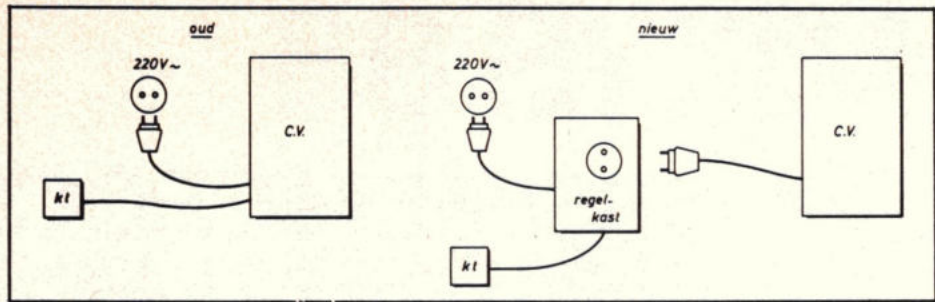 oud
220V~
C.V.
kt
nieuw
220V~
C.V.
regel-
kast
kt